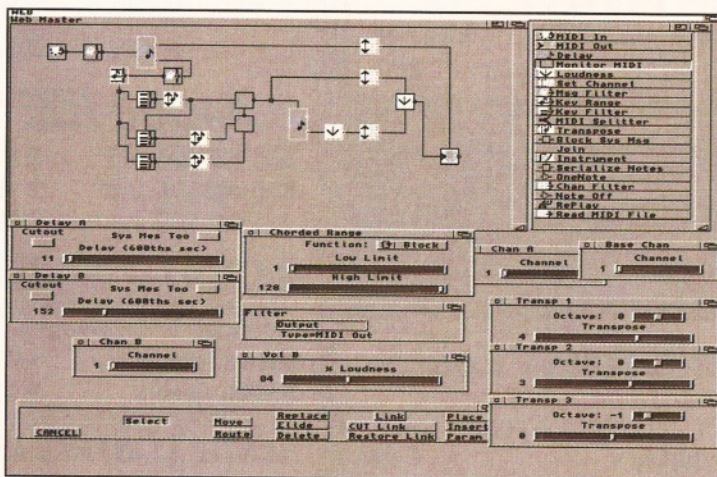 WEB
Web Master
MIDI In
MIDI Out
Delay
Monitor MIDI
Loudness
Set Channel
Msg Filter
Key Range
Key Filter
MIDI Splitter
Transpose
Block Sys Msg
Join
Instrument
Serialize Notes
OneNote
Chan Filter
Note Off
RePlay
Read MIDI File
Delay A
Cutout
Sys Mes Too
Delay (600ths sec)
11
Delay B
Cutout
Sys Mes Too
Delay (600ths sec)
152
Chan B
Channel
1
Chorded Range
Function: Block
Low Limit
1
High Limit
128
Filter
Output
Type=MIDI Out
Vol B
% Loudness
84
Chan A
Channel
1
Base Chan
Channel
1
Transp 1
Octave: 0
Transpose
4
Transp 2
Octave: 0
Transpose
3
Transp 3
Octave: -1
Transpose
0
CANCEL
Select
Move
Route
Replace
Elide
Delete
Link
CUT Link
Restore Link
Place
Insert
Param